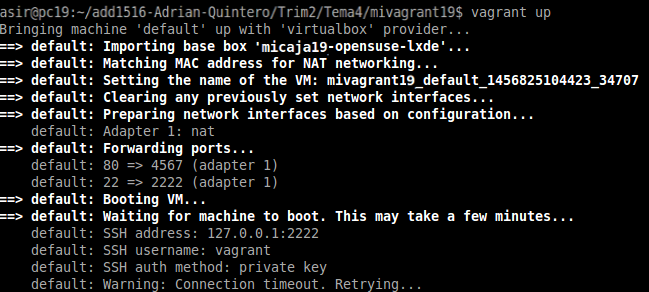 asir@pc19:~/add1516-Adrian-Quintero/Trim2/Tema4/mivagrant19$ vagrant up
Bringing machine 'default' up with 'virtualbox' provider...
==> default: Importing base box 'micaja19-opensuse-lxde'...
==> default: Matching MAC address for NAT networking...
==> default: Setting the name of the VM: mivagrant19_default_1456825104423_34707
==> default: Clearing any previously set network interfaces...
==> default: Preparing network interfaces based on configuration...
default: Adapter 1: nat
==> default: Forwarding ports...
default: 80 => 4567 (adapter 1)
default: 22 => 2222 (adapter 1)
==> default: Booting VM...
==> default: Waiting for machine to boot. This may take a few minutes...
default: SSH address: 127.0.0.1:2222
default: SSH username: vagrant
default: SSH auth method: private key
default: Warning: Connection timeout. Retrying...